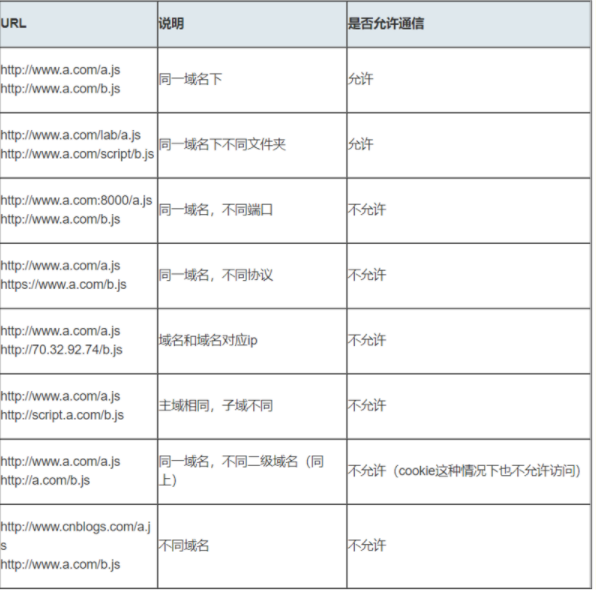 URL 说明 是否允许通信
http://www.a.com/a.js
http://www.a.com/b.js
同一域名下
允许
http://www.a.com/lab/a.js
http://www.a.com/script/b.js
同一域名下不同文件夹
允许
http://www.a.com:8000/a.js
http://www.a.com/b.js
同一域名，不同端口
不允许
http://www.a.com/a.js
https://www.a.com/b.js
同一域名，不同协议
不允许
http://www.a.com/a.js
http://70.32.92.74/b.js
域名和域名对应ip
不允许
http://www.a.com/a.js
http://script.a.com/b.js
主域相同，子域不同
不允许
http://www.a.com/a.js
http://a.com/b.js
同一域名，不同二级域名（同
上）
不允许（cookie这种情况下也不允许访问）
http://www.cnblogs.com/a.j
s
http://www.a.com/b.js
不同域名
不允许